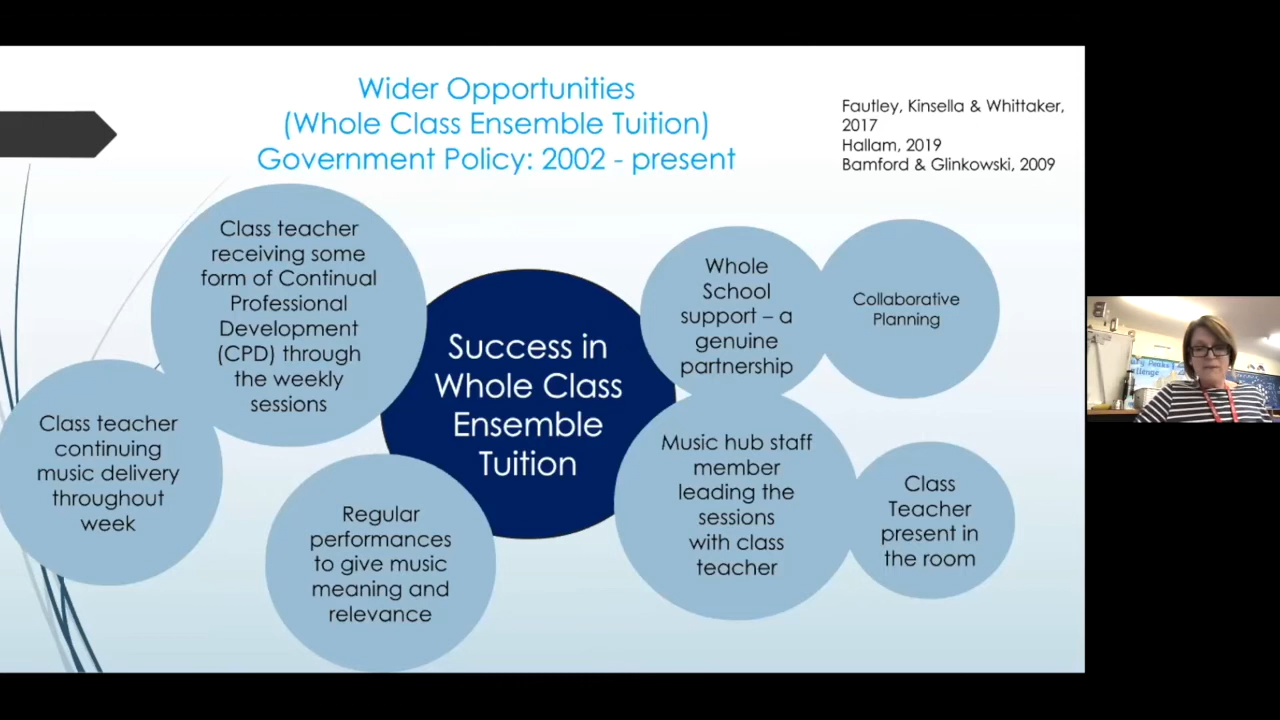 Wider Opportunities
(Whole Class Ensemble Tuition)
Government Policy: 2002 - present
Fautley, Kinsella & Whittaker,
2017
Hallam, 2019
Bamford & Glinkowski, 2009
Class teacher
receiving some
form of Continual
Professional
Development
(CPD) through
the weekly
sessions
Class teacher
continuing
music delivery
throughout
week
Regular
performances
to give music
meaning and
relevance
Success in
Whole Class
Ensemble
Tuition
Whole
School
support – a
genuine
partnership
Collaborative
Planning
Music hub staff
member
leading the
sessions
with class
teacher
Class
Teacher
present in
the room